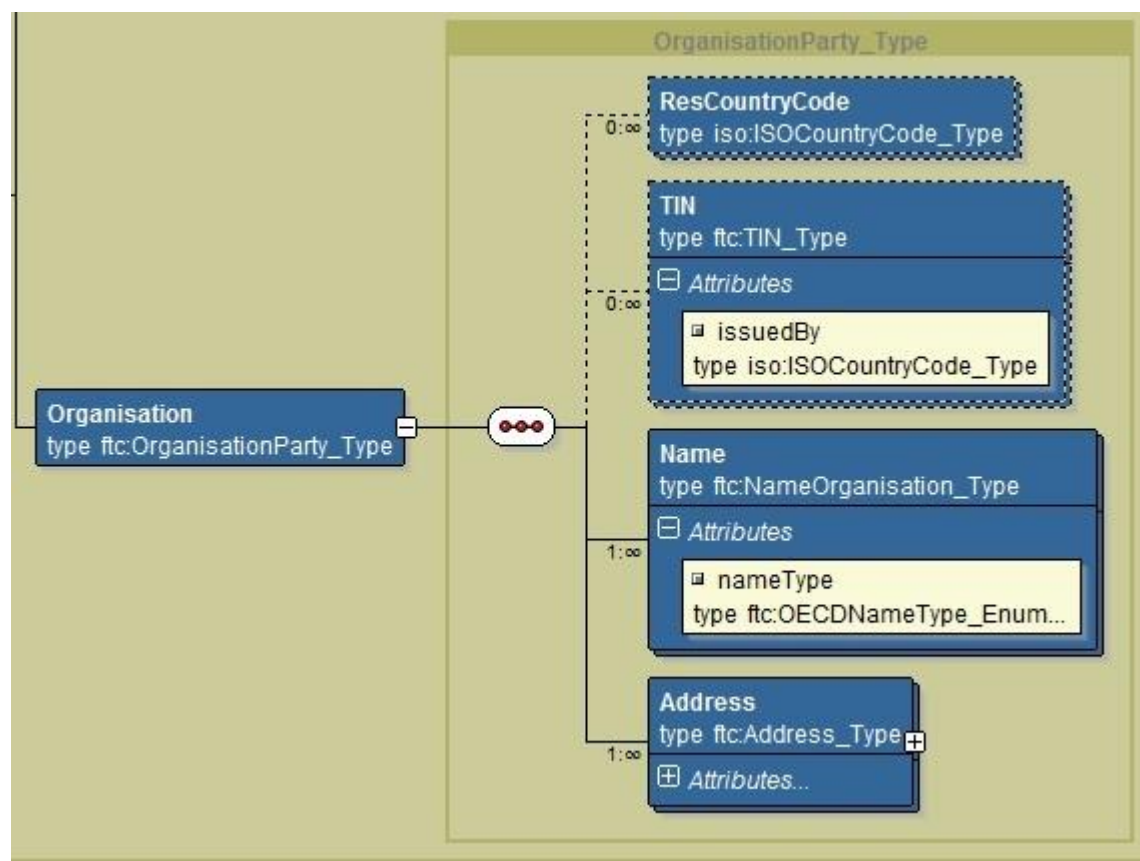 OrganisationParty_Type
ResCountryCode
type iso:ISOCountryCode_Type
0:∞
TIN
type ftc:TIN_Type
Attributes
0:∞
issuedBy
type iso:ISOCountryCode_Type
Organisation
type ftc:OrganisationParty_Type
Name
type ftc:NameOrganisation_Type
Attributes
1:∞
nameType
type ftc:OECDNameType_Enum...
Address
type ftc:Address_Type
1:∞
Attributes...